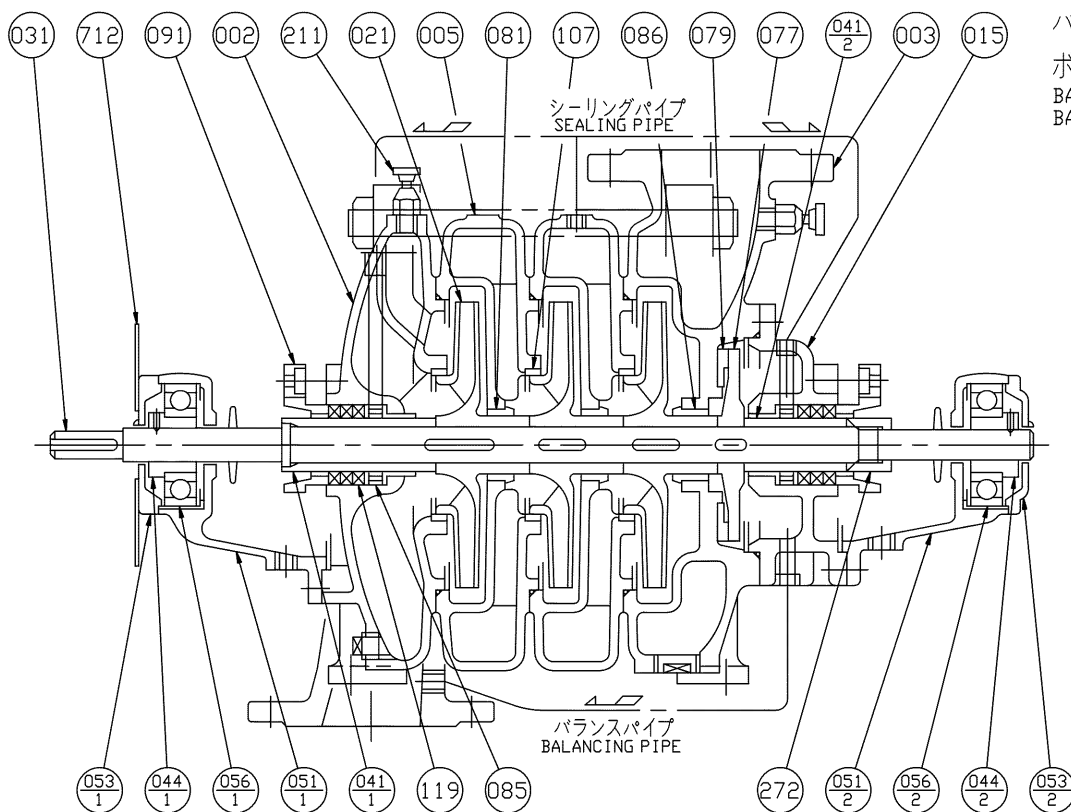 031 712 091 002 211 021 005 081 107 086 079 077 041/2 003 015
バ
ボ
BA
BA
シーリングパイプ
SEALING PIPE
バランスパイプ
BALANCING PIPE
053/1 044/1 056/1 051/1 041/1 119 085 272 051/2 056/2 044/2 053/2